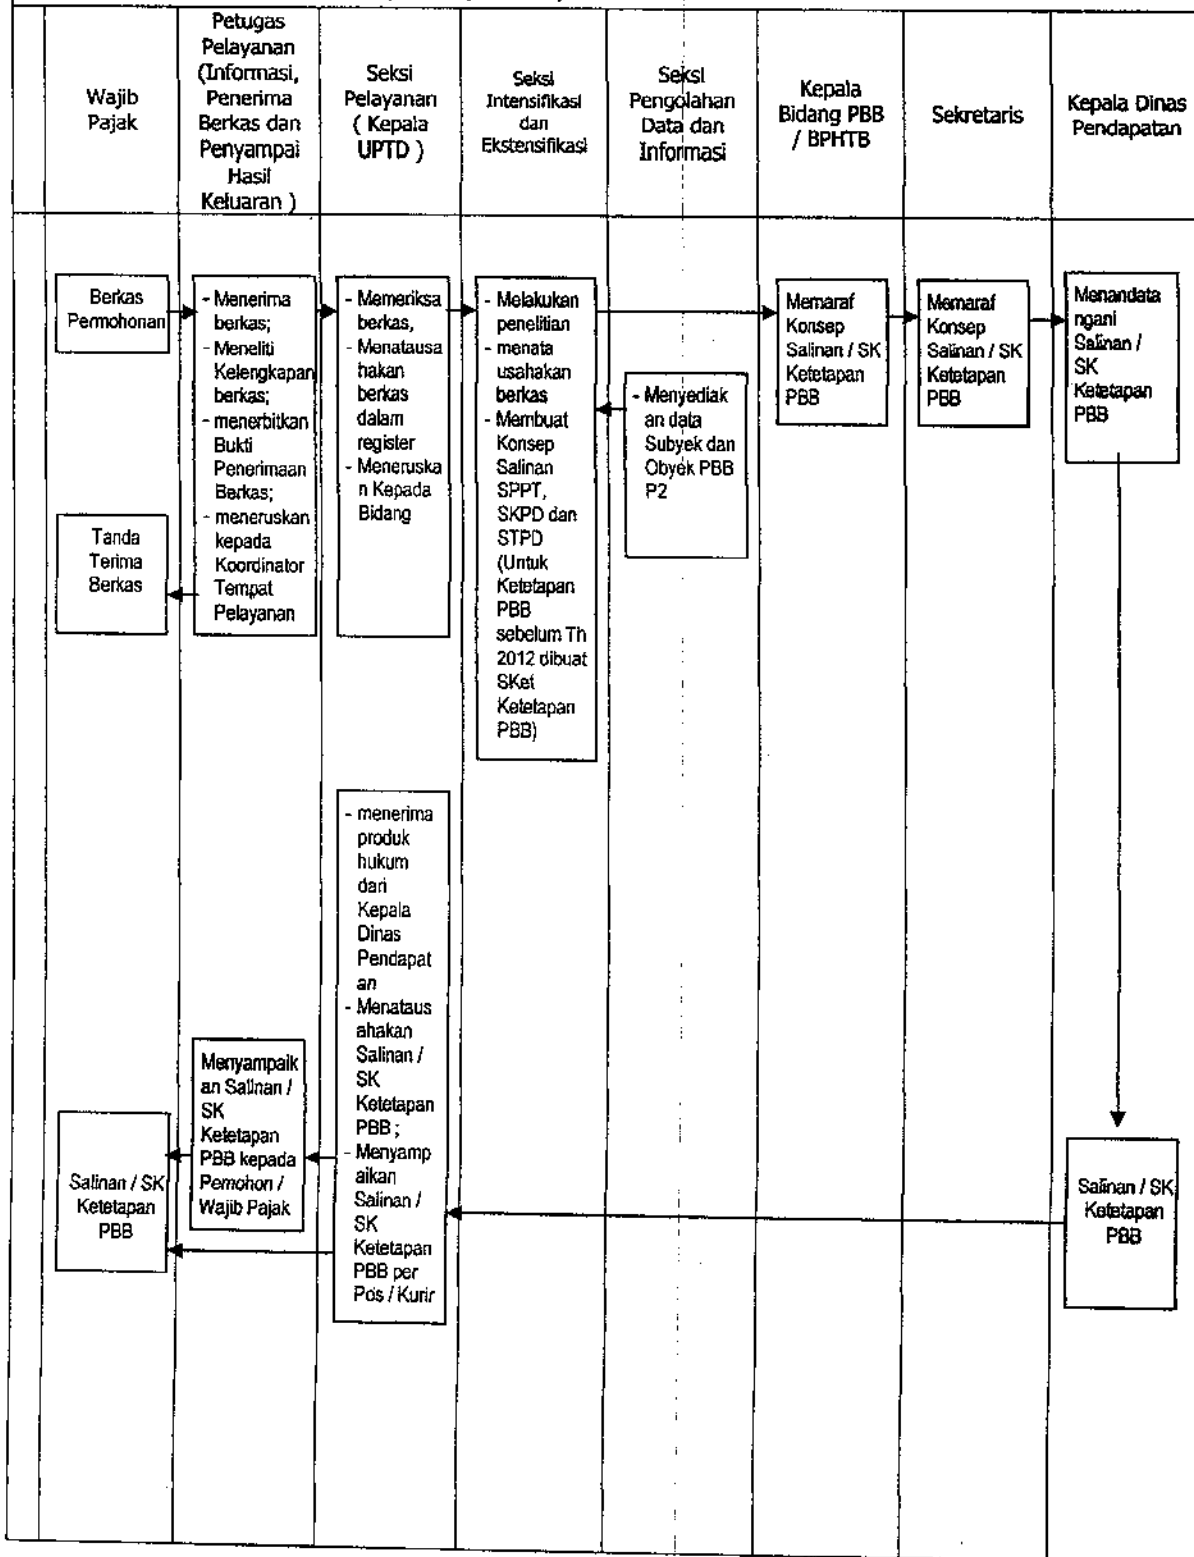 Wajib
Pajak
Petugas
Pelayanan
(Informasi,
Penerima
Berkas dan
Penyampai
Hasil
Keluaran )
Seksi
Pelayanan
( Kepala
UPTD )
Seksi
Intensifikasi
dan
Ekstensifikasi
Seksi
Pengolahan
Data dan
Informasi
Kepala
Bidang PBB
/ BPHTB
Sekretaris
Kepala Dinas
Pendapatan
Berkas
Permohonan
- Menerima
berkas;
- Meneliti
Kelengkapan
berkas;
- menerbitkan
Bukti
Penerimaan
Berkas;
- meneruskan
kepada
Koordinator
Tempat
Pelayanan
- Memeriksa
berkas,
- Menatausa
hakan
berkas
dalam
register
- Meneruska
n Kepada
Bidang
- Melakukan
penelitian
- menata
usahakan
berkas
- Membuat
Konsep
Salinan
SPPT,
SKPD dan
STPD
(Untuk
Ketetapan
PBB
sebelum Th
2012 dibuat
SKet
Ketetapan
PBB)
- Menyediak
an data
Subyek dan
Obyek PBB
P2
Memaraf
Konsep
Salinan / SK
Ketetapan
PBB
Memaraf
Konsep
Salinan / SK
Ketetapan
PBB
Menandata
ngani
Salinan /
SK
Ketetapan
PBB
Tanda
Terima
Berkas
- menerima
produk
hukum
dari
Kepala
Dinas
Pendapat
an
- Menataus
ahakan
Salinan /
SK
Ketetapan
PBB ;
- Menyamp
aikan
Salinan /
SK
Ketetapan
PBB per
Pos / Kurir
Menyampaik
an Salinan /
SK
Ketetapan
PBB kepada
Pemohon /
Wajib Pajak
Salinan / SK
Ketetapan
PBB
Salinan / SK
Ketetapan
PBB